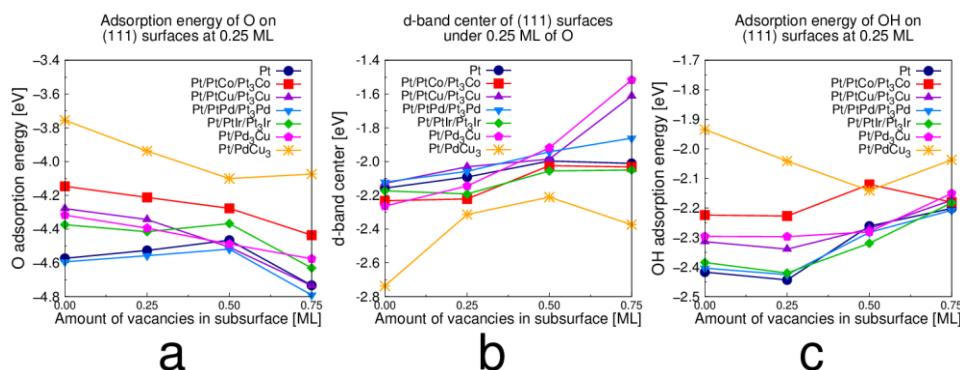 Adsorption energy of O on
(111) surfaces at 0.25 ML
O adsorption energy [eV]
-3.4
-3.6
-3.8
-4.0
-4.2
-4.4
-4.6
-4.8
Pt
Pt/PtCo/Pt₃Co
Pt/PtCu/Pt₃Cu
Pt/PtPd/Pt₃Pd
Pt/PtIr/Pt₃Ir
Pt/Pd₃Cu
Pt/PdCu₃
0.00 0.25 0.50 0.75
Amount of vacancies in subsurface [ML]
a
d-band center of (111) surfaces
under 0.25 ML of O
d-band center [eV]
-1.4
-1.6
-1.8
-2.0
-2.2
-2.4
-2.6
-2.8
Pt
Pt/PtCo/Pt₃Co
Pt/PtCu/Pt₃Cu
Pt/PtPd/Pt₃Pd
Pt/PtIr/Pt₃Ir
Pt/Pd₃Cu
Pt/PdCu₃
0.00 0.25 0.50 0.75
Amount of vacancies in subsurface [ML]
b
Adsorption energy of OH on
(111) surfaces at 0.25 ML
OH adsorption energy [eV]
-1.7
-1.8
-1.9
-2.0
-2.1
-2.2
-2.3
-2.4
-2.5
Pt
Pt/PtCo/Pt₃Co
Pt/PtCu/Pt₃Cu
Pt/PtPd/Pt₃Pd
Pt/PtIr/Pt₃Ir
Pt/Pd₃Cu
Pt/PdCu₃
0.00 0.25 0.50 0.75
Amount of vacancies in subsurface [ML]
c